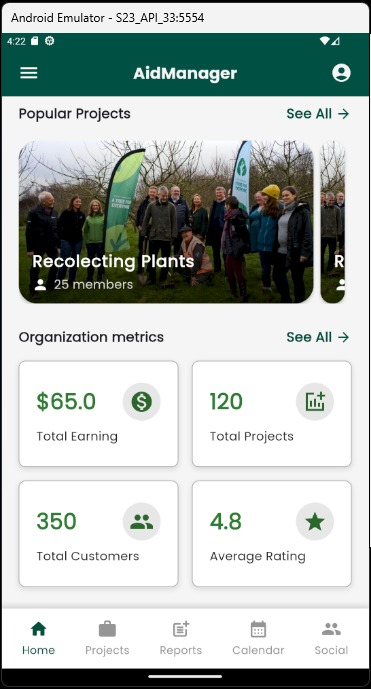 Android Emulator - S23_API_33:5554
4:22
AidManager
Popular Projects
See All →
Recolecting Plants
25 members
R
Organization metrics
See All →
$65.0
Total Earning
120
Total Projects
350
Total Customers
4.8
Average Rating
Home
Projects
Reports
Calendar
Social